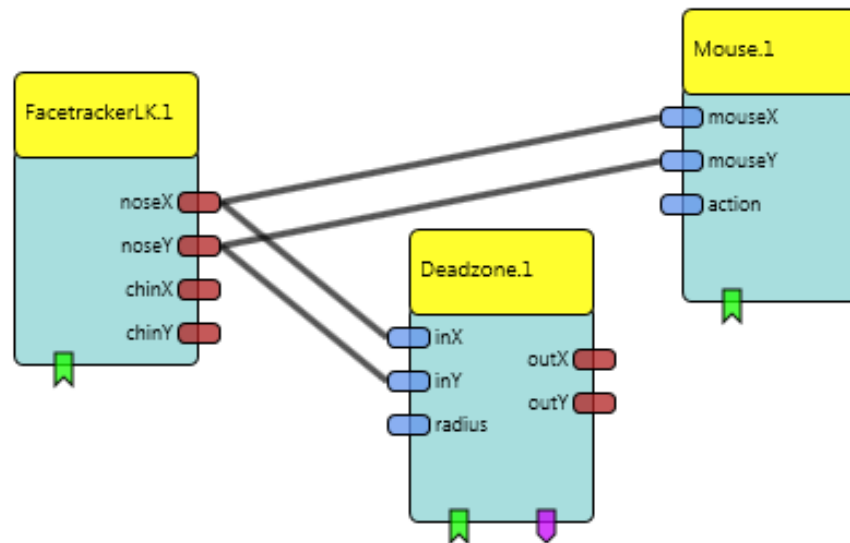 FacetrackerLK.1
noseX
noseY
chinX
chinY
Deadzone.1
inX
inY
radius
outX
outY
Mouse.1
mouseX
mouseY
action